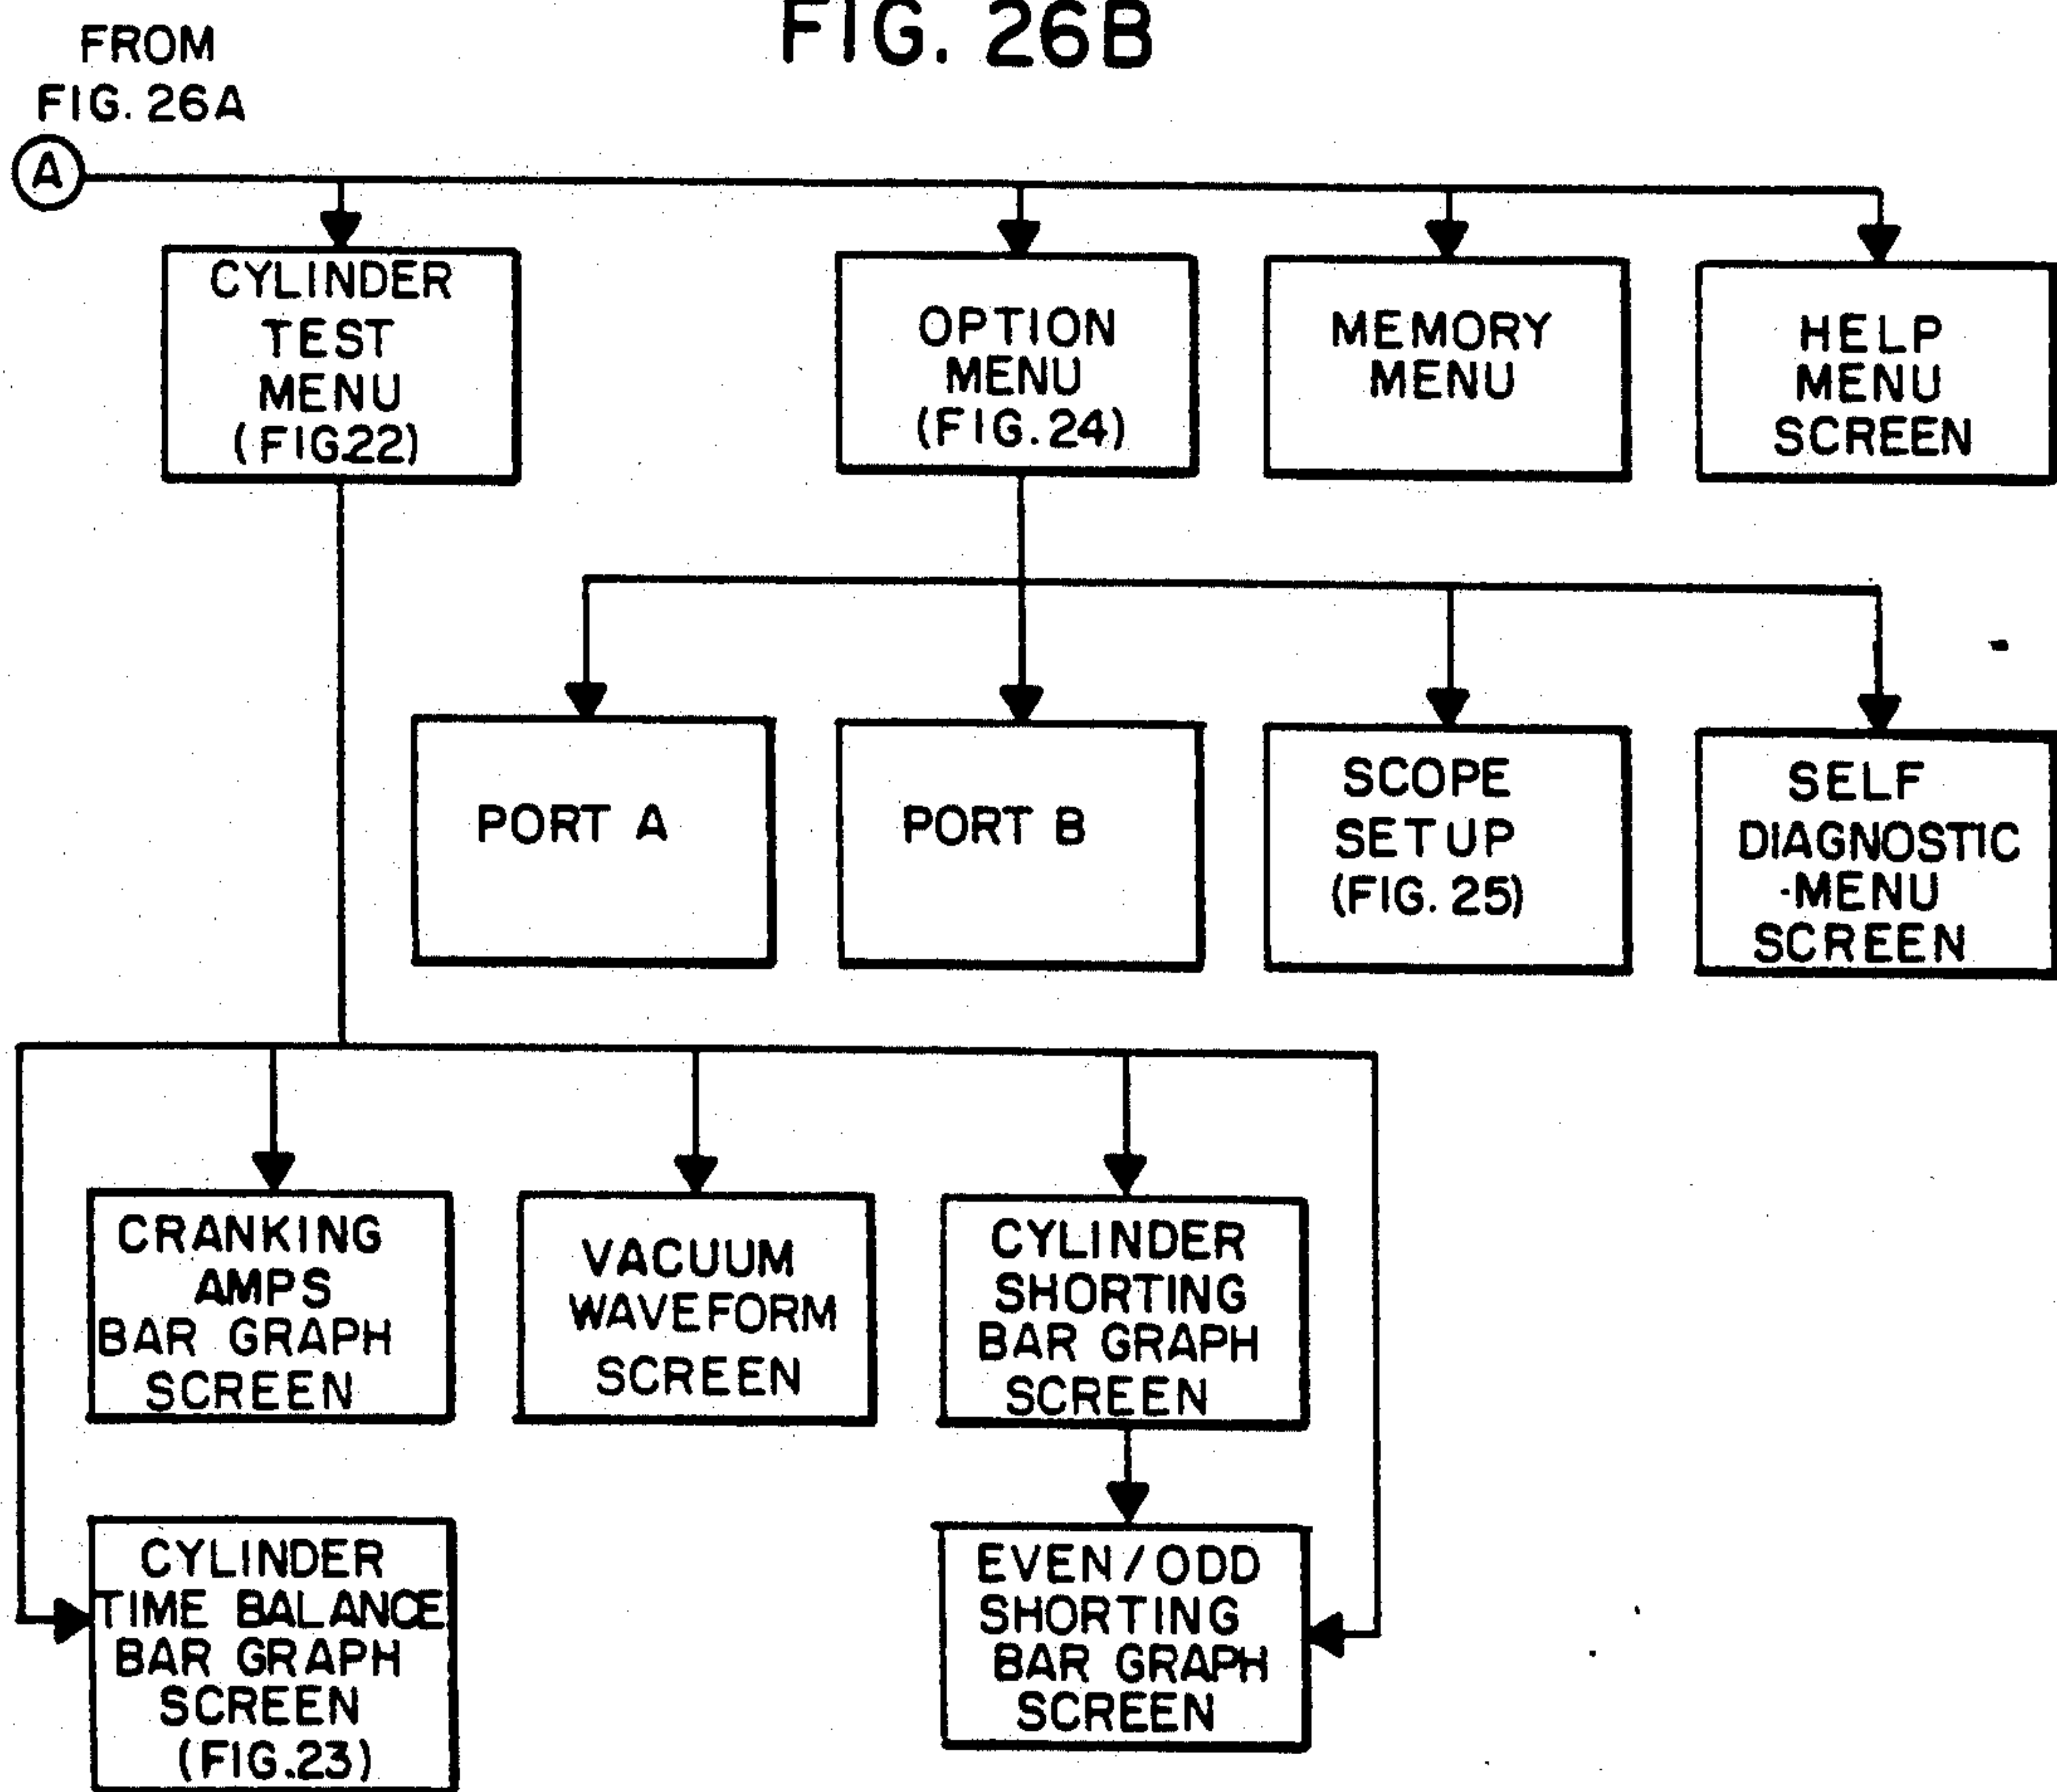 FIG. 26B
FROM
FIG. 26A
A
CYLINDER
TEST
MENU
(FIG22)
OPTION
MENU
(FIG. 24)
MEMORY
MENU
HELP
MENU
SCREEN
PORT A
PORT B
SCOPE
SETUP
(FIG. 25)
SELF
DIAGNOSTIC
MENU
SCREEN
CRANKING
AMPS
BAR GRAPH
SCREEN
VACUUM
WAVEFORM
SCREEN
CYLINDER
SHORTING
BAR GRAPH
SCREEN
CYLINDER
TIME BALANCE
BAR GRAPH
SCREEN
(FIG.23)
EVEN/ODD
SHORTING
BAR GRAPH
SCREEN